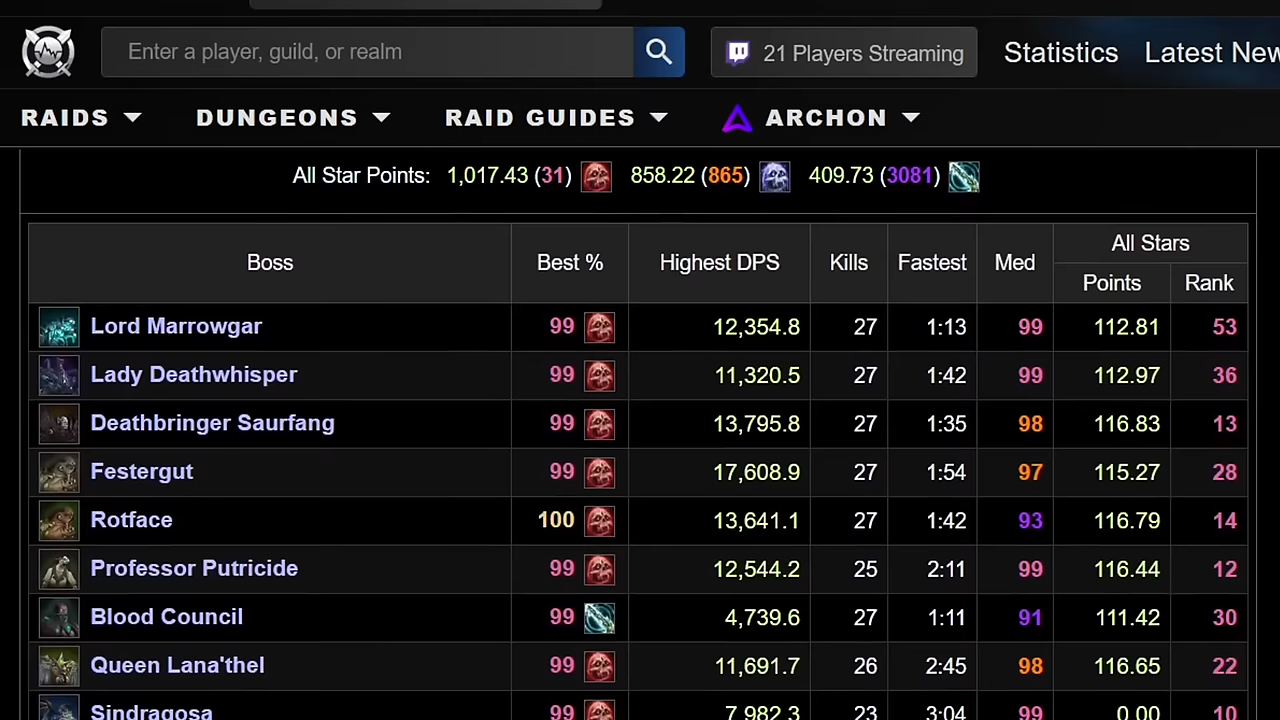 Enter a player, guild, or realm
21 Players Streaming
Statistics
Latest New
RAIDS
DUNGEONS
RAID GUIDES
ARCHON
All Star Points: 1,017.43 (31) 858.22 (865) 409.73 (3081)
Boss Best % Highest DPS Kills Fastest Med All Stars
Points Rank
Lord Marrowgar 99 12,354.8 27 1:13 99 112.81 53
Lady Deathwhisper 99 11,320.5 27 1:42 99 112.97 36
Deathbringer Saurfang 99 13,795.8 27 1:35 98 116.83 13
Festergut 99 17,608.9 27 1:54 97 115.27 28
Rotface 100 13,641.1 27 1:42 93 116.79 14
Professor Putricide 99 12,544.2 25 2:11 99 116.44 12
Blood Council 99 4,739.6 27 1:11 91 111.42 30
Queen Lana'thel 99 11,691.7 26 2:45 98 116.65 22
Sindragosa 99 7,982.3 23 3:04 99 0.00 10